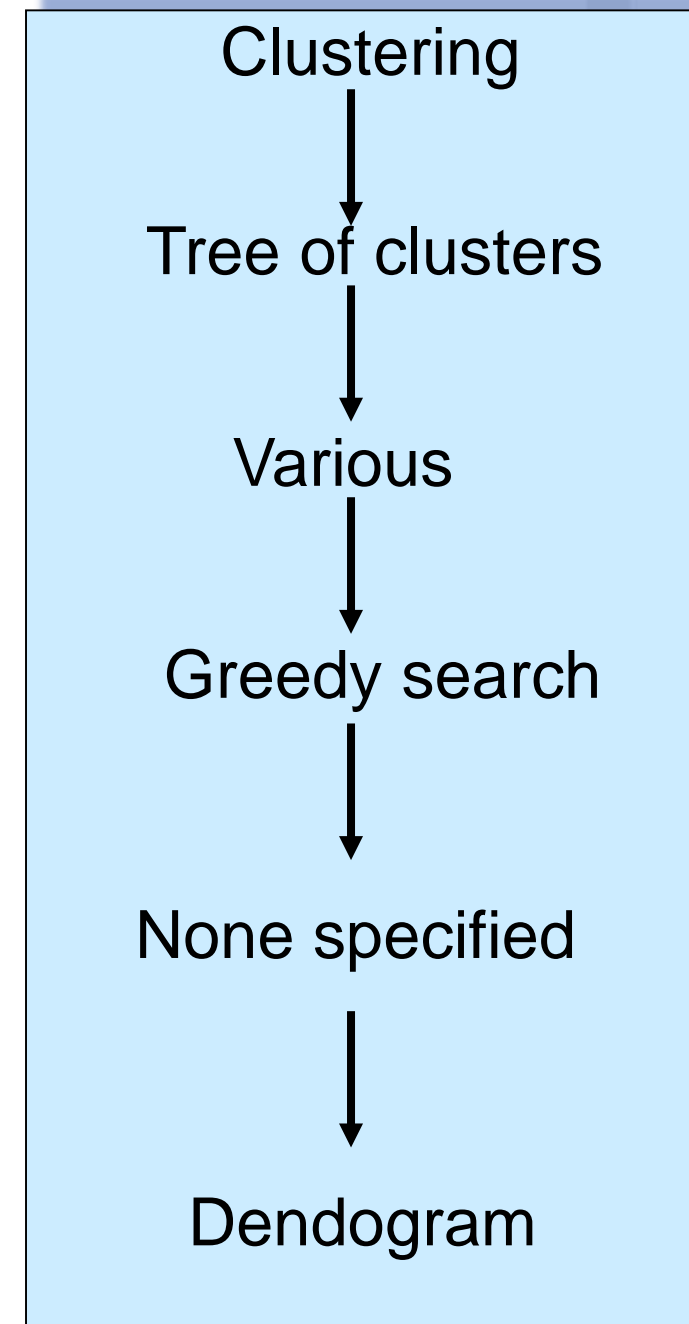 Clustering
Tree of clusters
Various
Greedy search
None specified
Dendogram